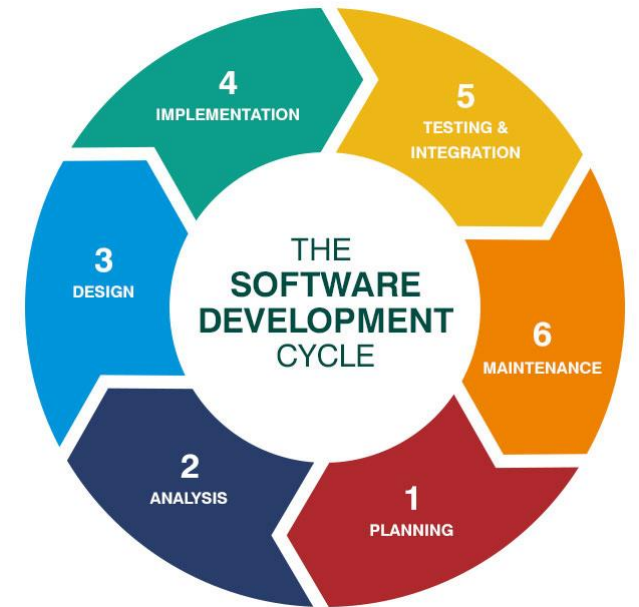 THE
SOFTWARE
DEVELOPMENT
CYCLE
1
PLANNING
2
ANALYSIS
3
DESIGN
4
IMPLEMENTATION
5
TESTING &
INTEGRATION
6
MAINTENANCE